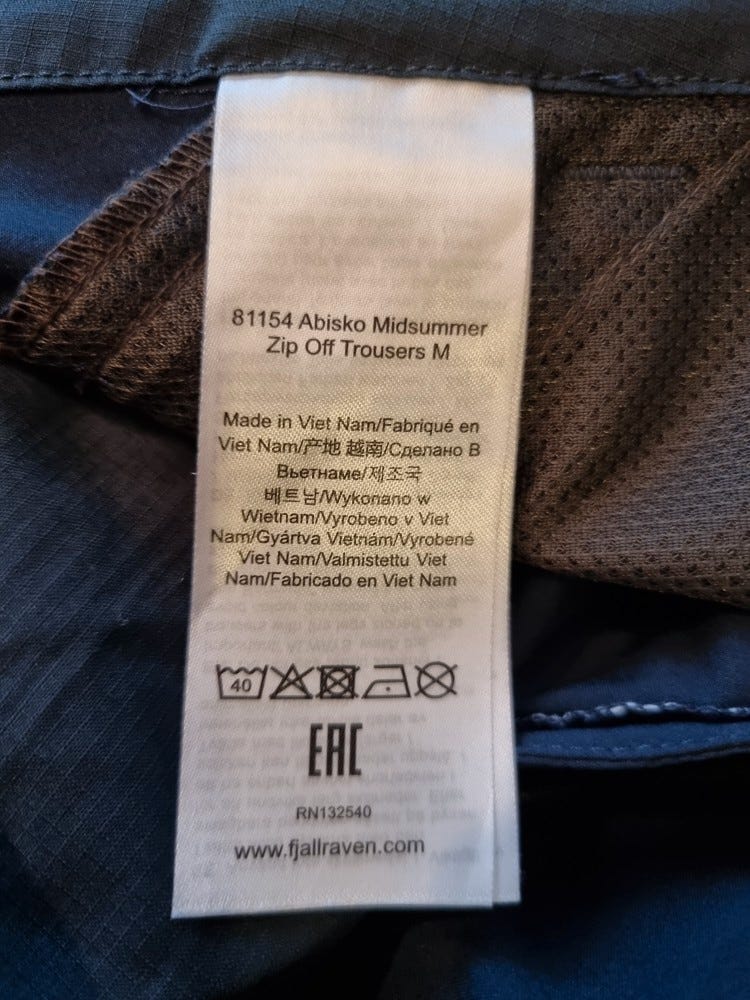 81154 Abisko Midsummer
Zip Off Trousers M
Made in Viet Nam/Fabriqué en
Viet Nam/产地 越南/Сделано В
Вьетнаме/제조국
베트남/Wykonano w
Wietnam/Vyrobeno v Viet
Nam/Gyártva Vietnám/Vyrobené
Viet Nam/Valmistettu Viet
Nam/Fabricado en Viet Nam
40
EAC
RN132540
www.fjallraven.com